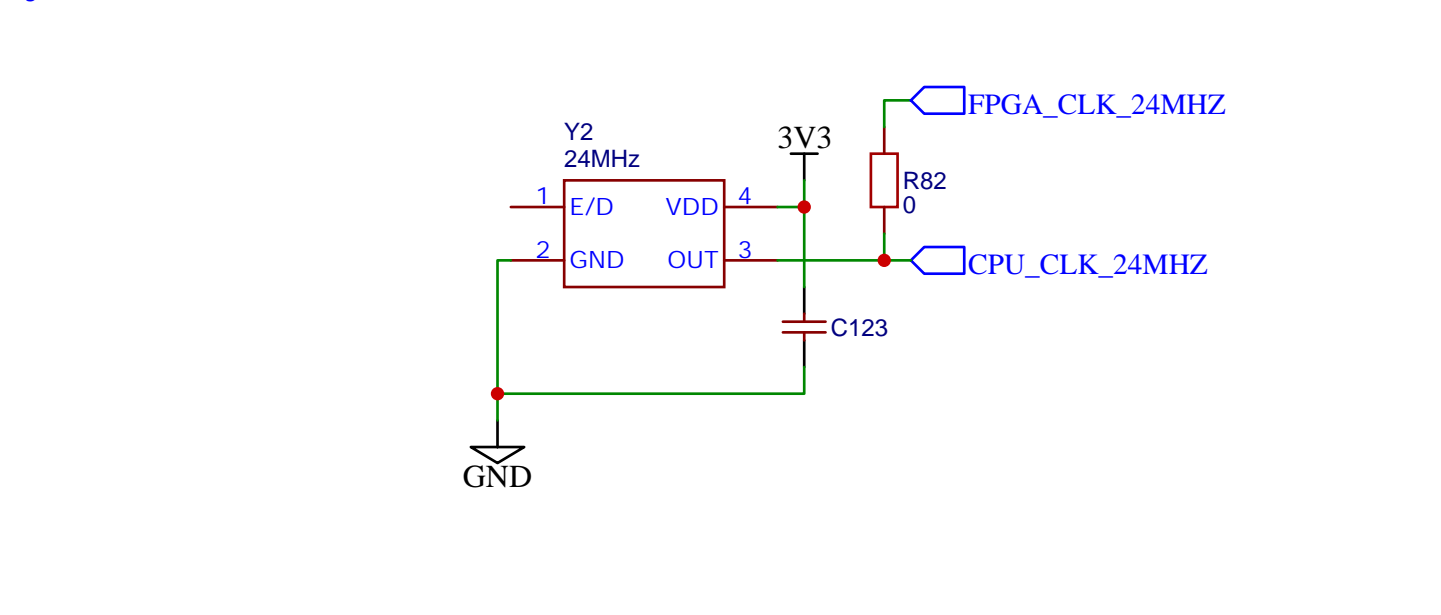 FPGA_CLK_24MHZ
Y2
24MHz
3V3
R82
0
1
E/D
VDD
4
2
GND
OUT
3
CPU_CLK_24MHZ
C123
GND